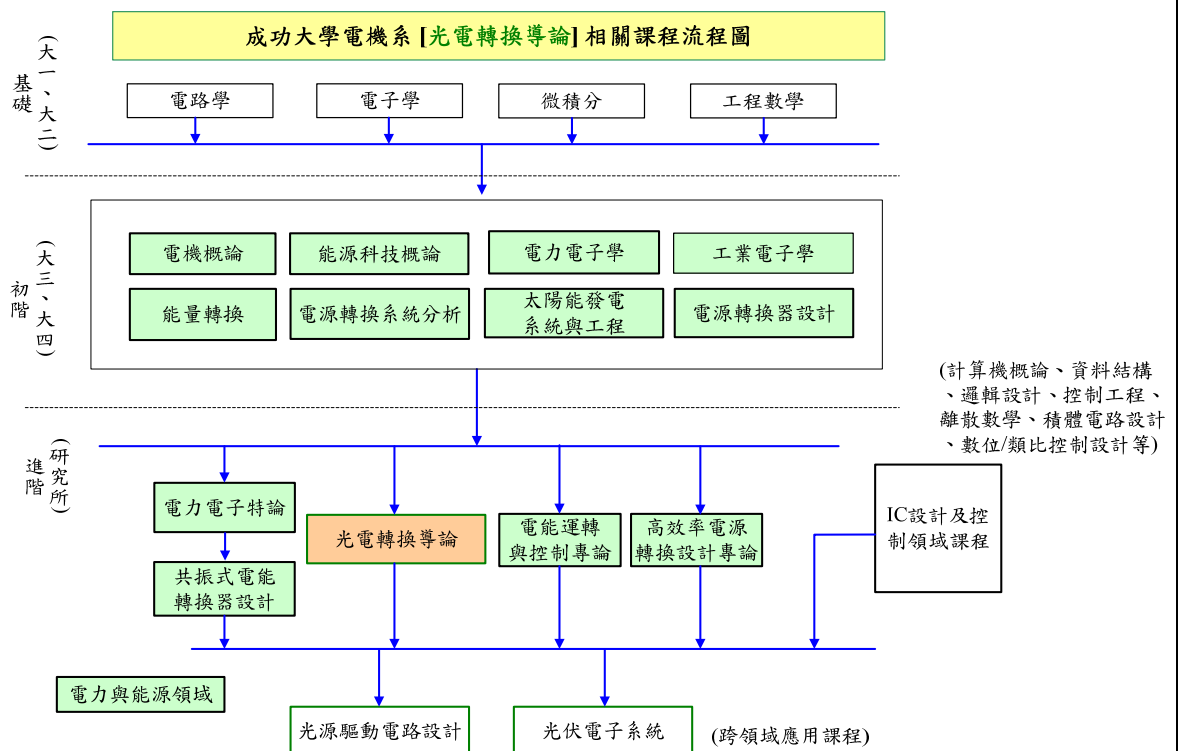 成功大學電機系 [光電轉換導論] 相關課程流程圖
(大一、大二)
基礎
電路學
電子學
微積分
工程數學
(大三、大四)
初階
電機概論
能源科技概論
電力電子學
工業電子學
能量轉換
電源轉換系統分析
太陽能發電
系統與工程
電源轉換器設計
(計算機概論、資料結構
、邏輯設計、控制工程、
離散數學、積體電路設計
、數位/類比控制設計等)
(研究所)
進階
電力電子特論
光電轉換導論
電能運轉
與控制專論
高效率電源
轉換設計專論
IC設計及控
制領域課程
共振式電能
轉換器設計
電力與能源領域
光源驅動電路設計
光伏電子系統
(跨領域應用課程)